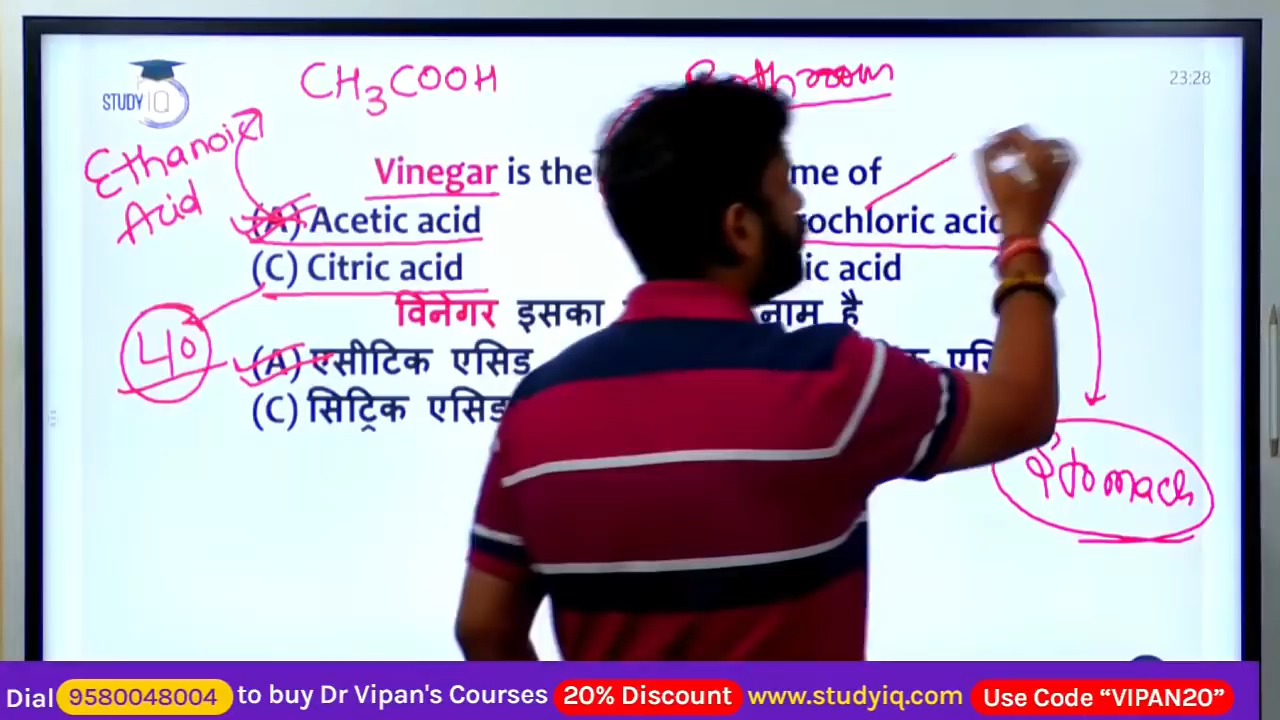 STUDY IQ
CH3COOH
23:28
Ethanoic
Acid
Vinegar is the me of
(A) Acetic acid ochloric acid
(C) Citric acid ic acid
विनेगर इसका नाम है
40
(A) एसीटिक एसिड
(C) सिट्रिक एसिड
Stomach
Dial 9580048004 to buy Dr Vipan's Courses 20% Discount www.studyiq.com Use Code “VIPAN20”